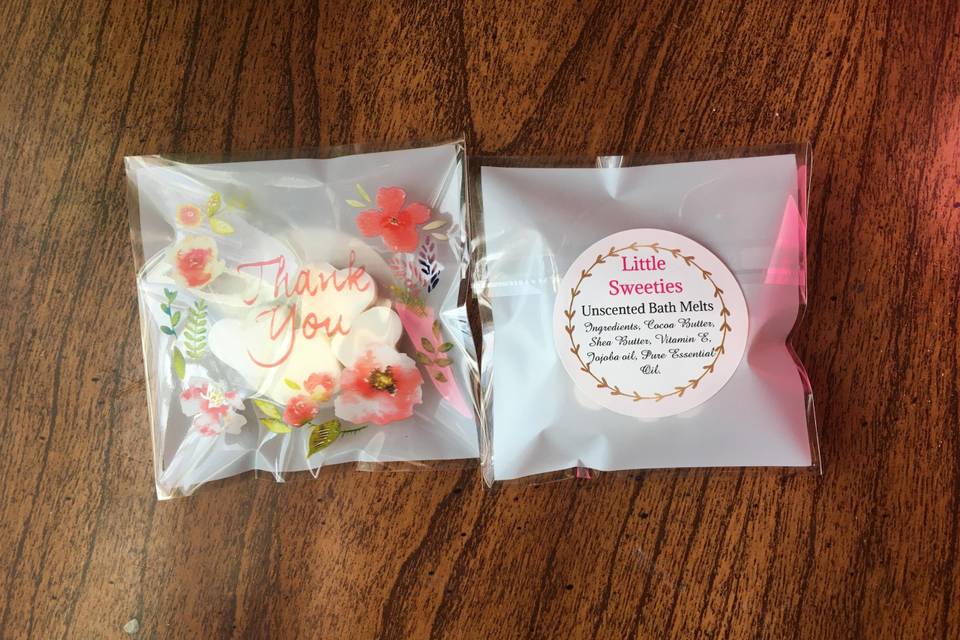 Thank
You
Little
Sweeties
Unscented Bath Melts
Ingredients, Cocoa Butter,
Shea Butter, Vitamin E,
Jojoba oil, Pure Essential
Oil.